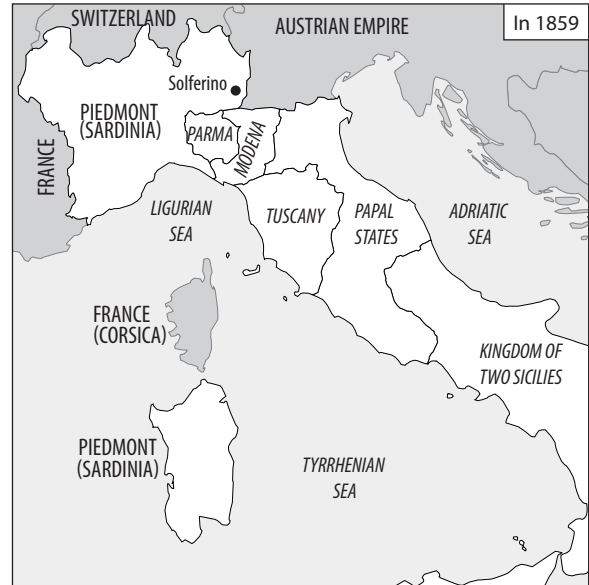 SWITZERLAND
AUSTRIAN EMPIRE
In 1859
Solferino
PIEDMONT
(SARDINIA)
PARMA
MODENA
FRANCE
LIGURIAN
SEA
TUSCANY
PAPAL
STATES
ADRIATIC
SEA
FRANCE
(CORSICA)
KINGDOM OF
TWO SICILIES
PIEDMONT
(SARDINIA)
TYRRHENIAN
SEA